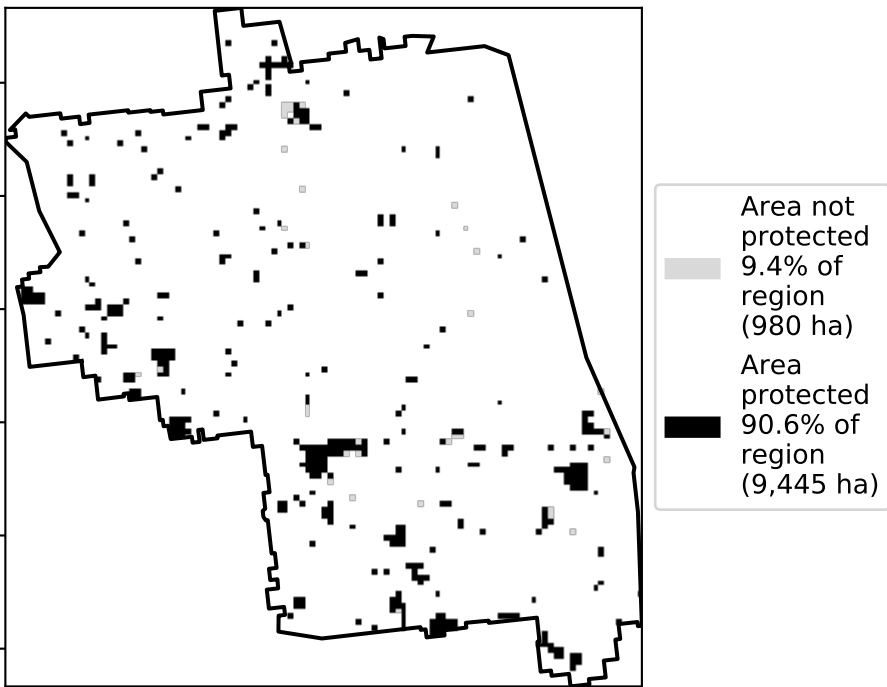 Area not
protected
9.4% of
region
(980 ha)
Area
protected
90.6% of
region
(9,445 ha)